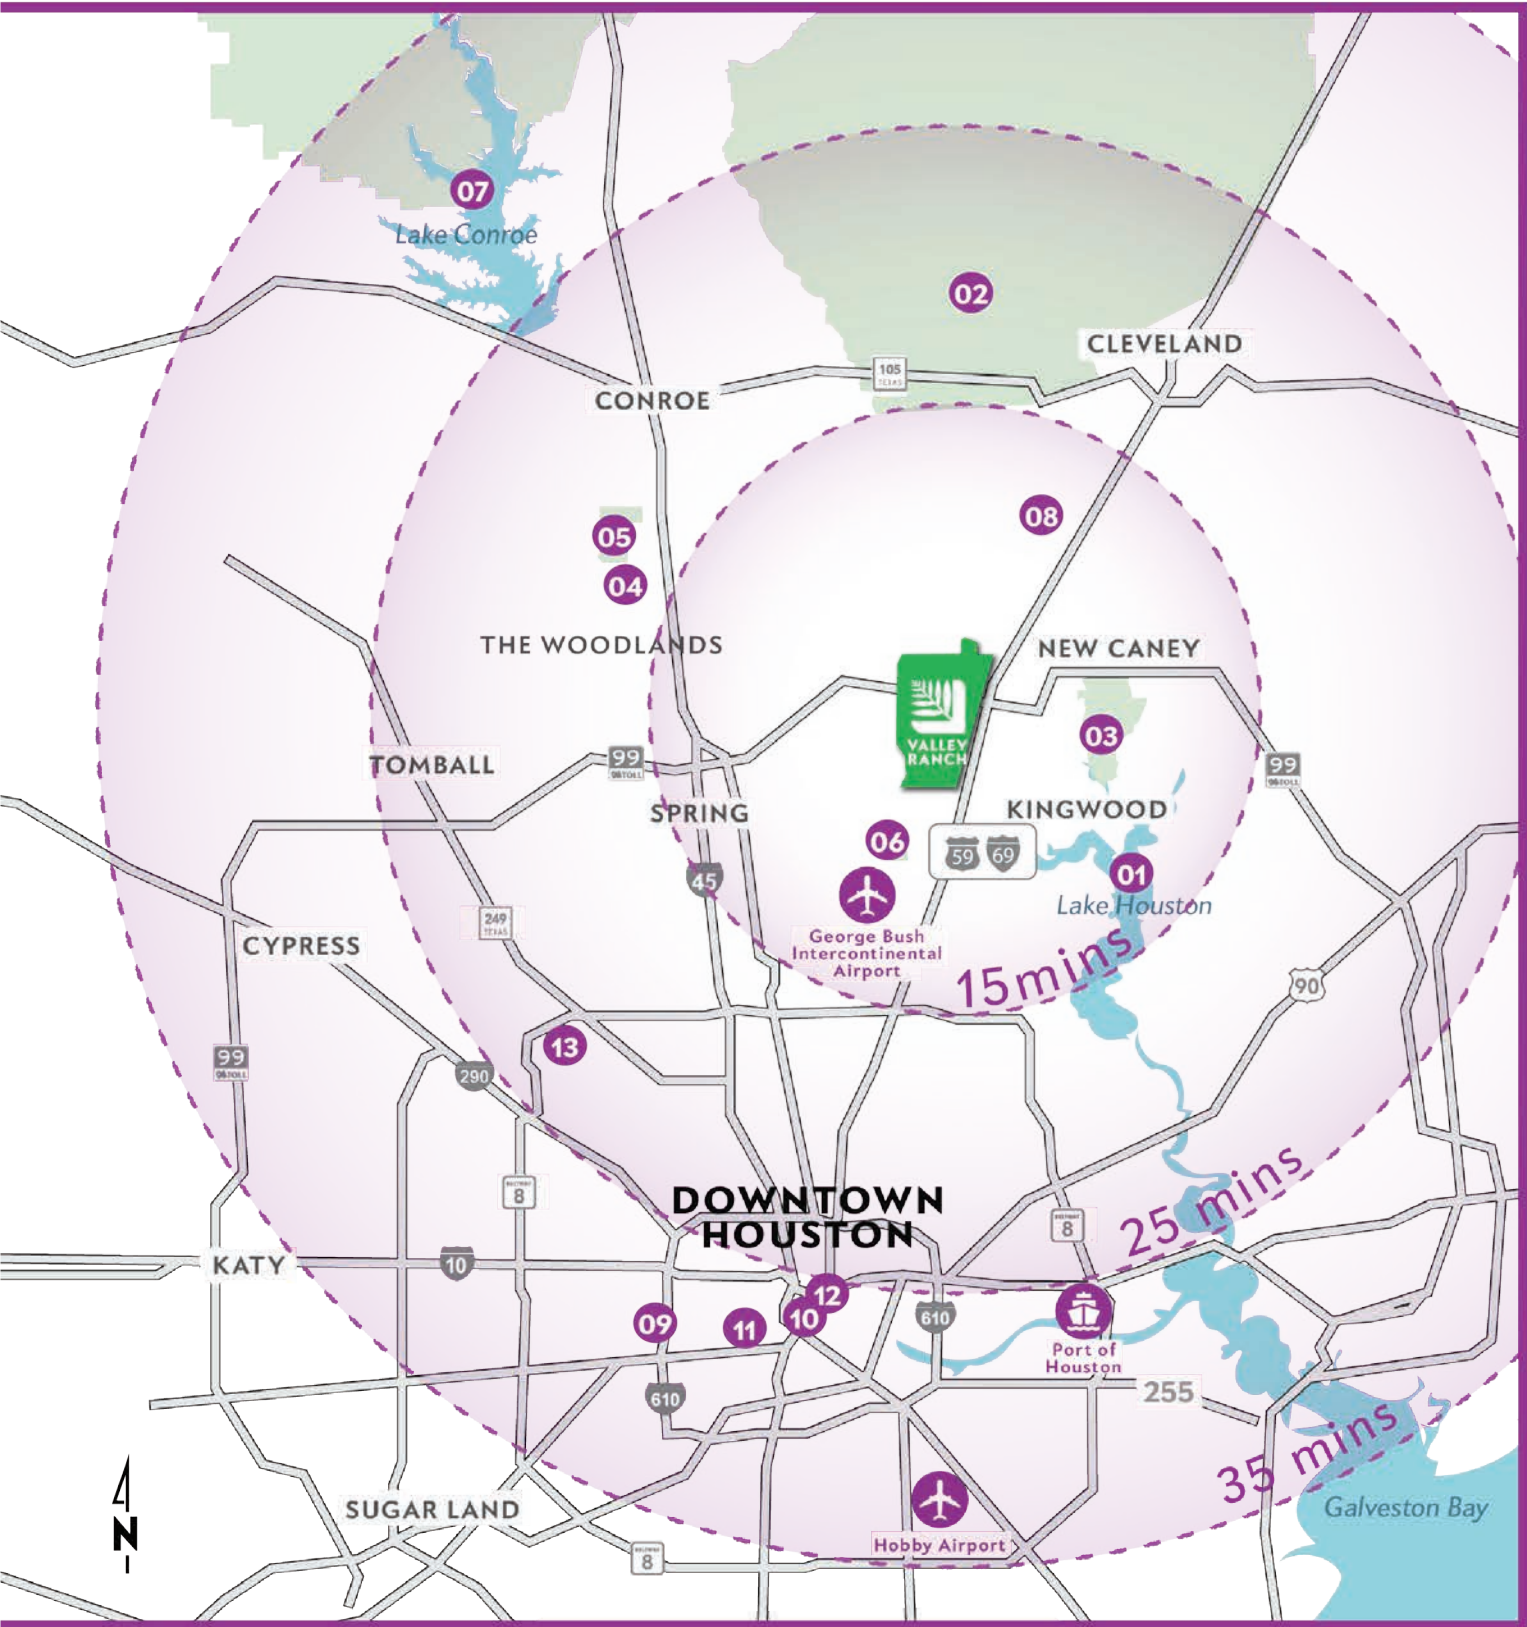 07
Lake Conroe
02
CLEVELAND
105
TEXAS
CONROE
08
05
04
THE WOODLANDS
NEW CANEY
VALLEY
RANCH
03
TOMBALL
99
99
SPRING
KINGWOOD
06
59
69
01
45
Lake Houston
249
TEXAS
George Bush
Intercontinental
Airport
CYPRESS
15mins
90
13
99
290
8
DOWNTOWN
HOUSTON
25 mins
8
KATY
10
12
09
11
10
610
Port of
Houston
610
255
35 mins
SUGAR LAND
Galveston Bay
N
Hobby Airport
8